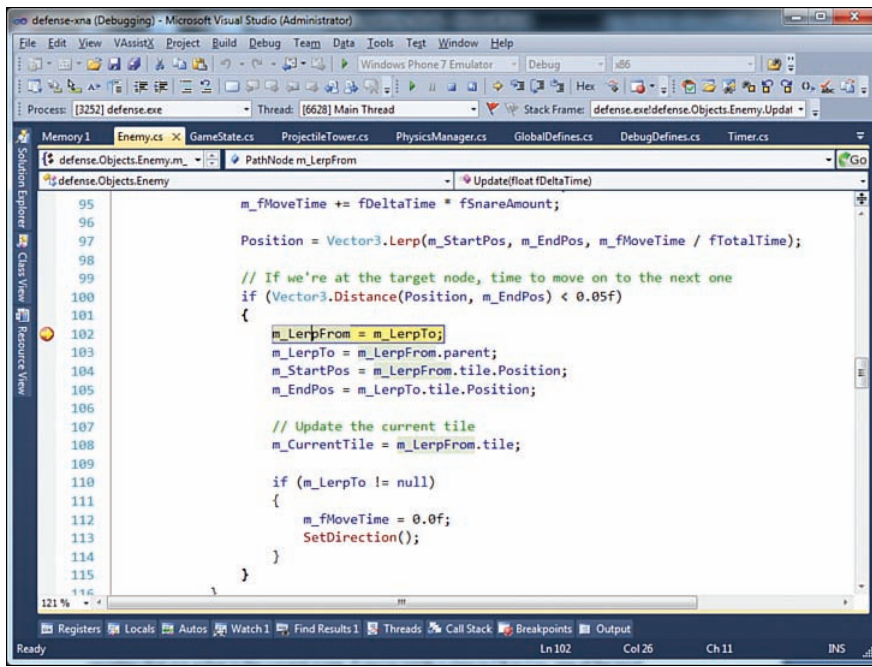 defense-xna (Debugging) - Microsoft Visual Studio (Administrator)
File Edit View VAssistX Project Build Debug Team Data Tools Test Window Help
Windows Phone 7 Emulator Debug x86
Hex
Process: [3252] defense.exe Thread: [6628] Main Thread Stack Frame: defense.exe!defense.Objects.Enemy.Updat
Memory 1 Enemy.cs GameState.cs ProjectileTower.cs PhysicsManager.cs GlobalDefines.cs DebugDefines.cs Timer.cs
defense.Objects.Enemy.m_ PathNode m_LerpFrom Go
defense.Objects.Enemy Update(float fDeltaTime)
Solution Explorer
Class View
Resource View
95 m_fMoveTime += fDeltaTime * fSnareAmount;
96
97 Position = Vector3.Lerp(m_StartPos, m_EndPos, m_fMoveTime / fTotalTime);
98
99 // If we're at the target node, time to move on to the next one
100 if (Vector3.Distance(Position, m_EndPos) < 0.05f)
101 {
102 m_LerpFrom = m_LerpTo;
103 m_LerpTo = m_LerpFrom.parent;
104 m_StartPos = m_LerpFrom.tile.Position;
105 m_EndPos = m_LerpTo.tile.Position;
106
107 // Update the current tile
108 m_CurrentTile = m_LerpFrom.tile;
109
110 if (m_LerpTo != null)
111 {
112 m_fMoveTime = 0.0f;
113 SetDirection();
114 }
115 }
116 }
121 %
Registers Locals Autos Watch 1 Find Results 1 Threads Call Stack Breakpoints Output
Ready Ln 102 Col 26 Ch 11 INS